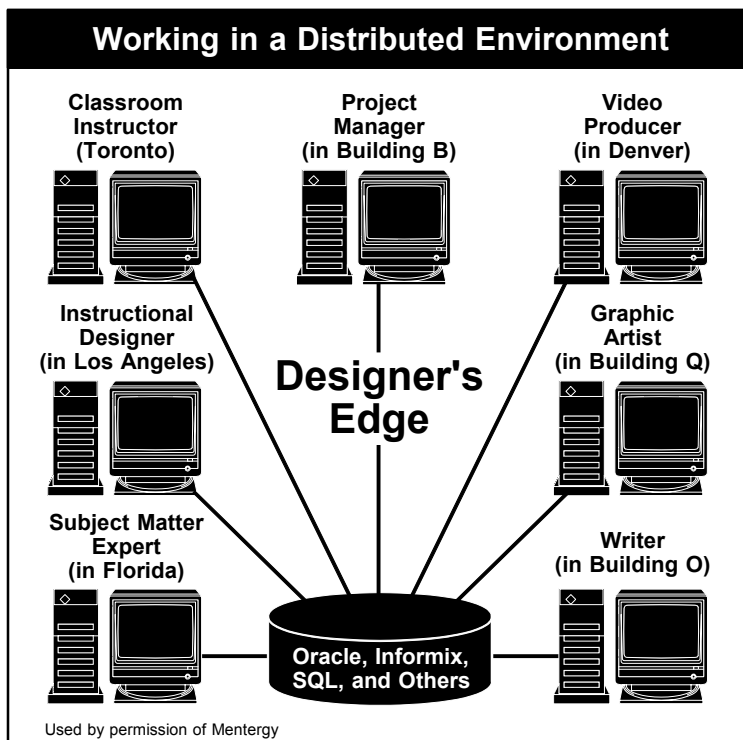 Working in a Distributed Environment
Classroom
Instructor
(Toronto)
Project
Manager
(in Building B)
Video
Producer
(in Denver)
Instructional
Designer
(in Los Angeles)
Designer's
Edge
Graphic
Artist
(in Building Q)
Subject Matter
Expert
(in Florida)
Writer
(in Building O)
Oracle, Informix,
SQL, and Others
Used by permission of Mentergy